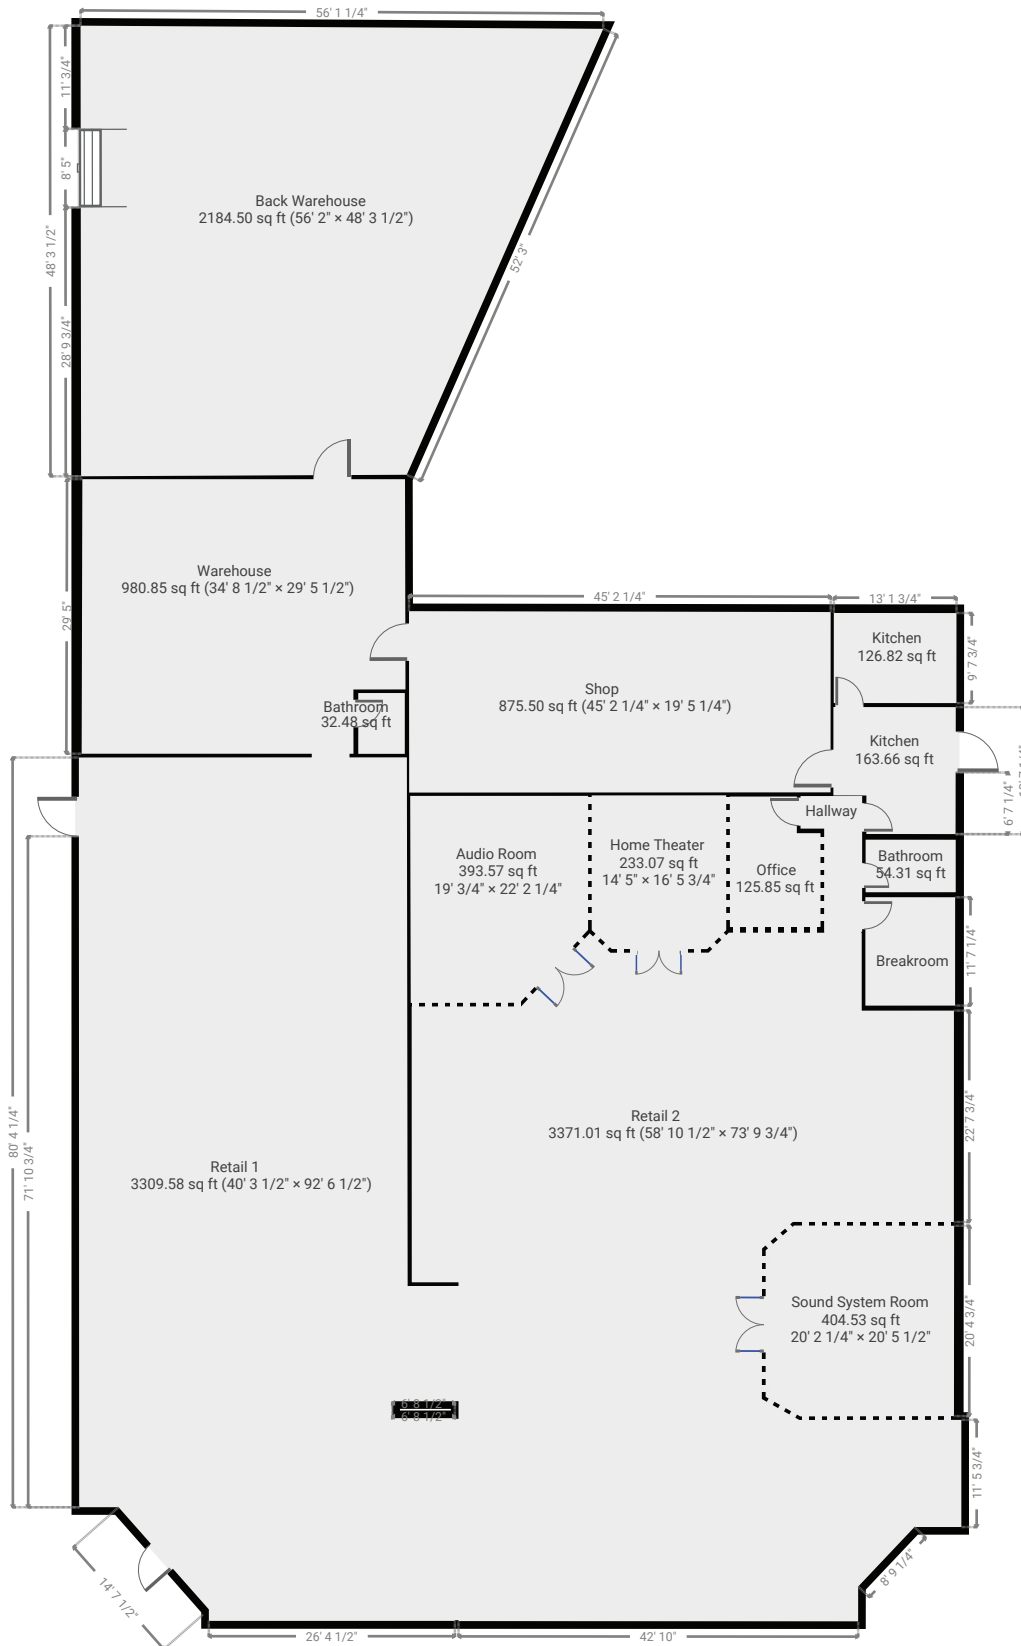 56' 1 1/4"
11' 3/4"
8' 5"
48' 3 1/2"
28' 9 3/4"
52' 3"
Back Warehouse
2184.50 sq ft (56' 2" × 48' 3 1/2")
Warehouse
980.85 sq ft (34' 8 1/2" × 29' 5 1/2")
29' 5"
45' 2 1/4"
13' 1 3/4"
Kitchen
126.82 sq ft
9' 7 3/4"
Shop
875.50 sq ft (45' 2 1/4" × 19' 5 1/4")
Bathroom
32.48 sq ft
Kitchen
163.66 sq ft
6' 7 1/4"
Hallway
Audio Room
393.57 sq ft
19' 3/4" × 22' 2 1/4"
Home Theater
233.07 sq ft
14' 5" × 16' 5 3/4"
Office
125.85 sq ft
Bathroom
54.31 sq ft
Breakroom
11' 7 1/4"
80' 4 1/4"
71' 10 3/4"
Retail 2
3371.01 sq ft (58' 10 1/2" × 73' 9 3/4")
22' 7 3/4"
Retail 1
3309.58 sq ft (40' 3 1/2" × 92' 6 1/2")
Sound System Room
404.53 sq ft
20' 2 1/4" × 20' 5 1/2"
20' 4 3/4"
6' 8 1/2"
6' 8 1/2"
11' 5 3/4"
8' 9 1/4"
14' 7 1/2"
26' 4 1/2"
42' 10"